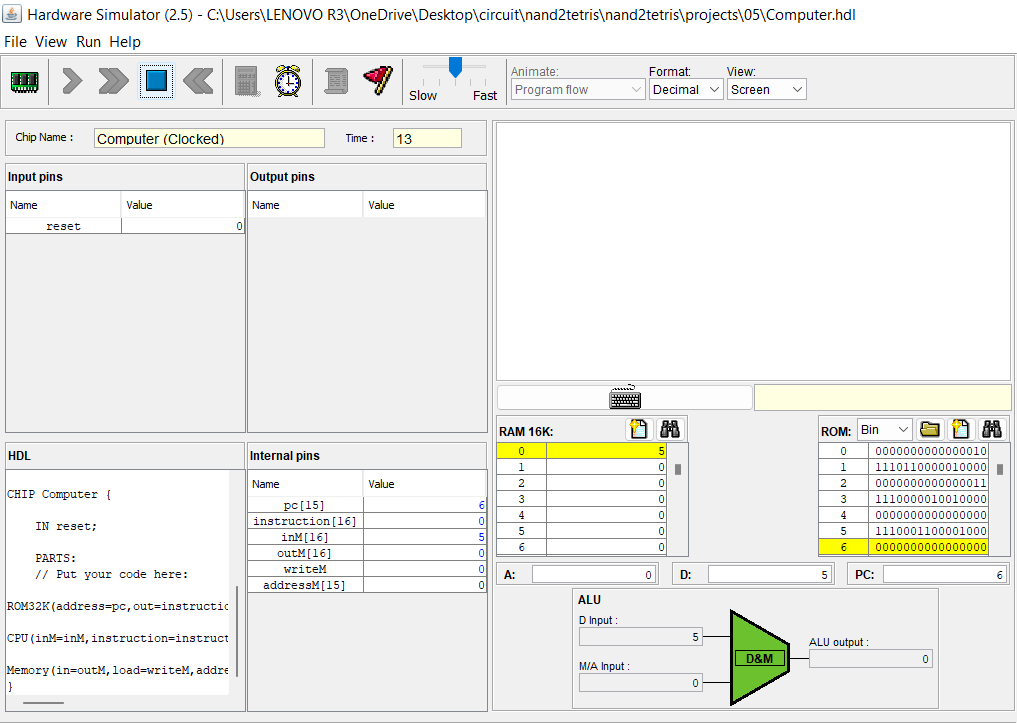 Hardware Simulator (2.5) - C:\Users\LENOVO R3\OneDrive\Desktop\circuit\nand2tetris\nand2tetris\projects\05\Computer.hdl
File View Run Help
Slow Fast
Animate: Format: View:
Program flow Decimal Screen
Chip Name : Computer (Clocked) Time : 13
Input pins
Name Value
reset 0
Output pins
Name Value
HDL
CHIP Computer {
IN reset;
PARTS:
// Put your code here:
ROM32K(address=pc,out=instructio
CPU(inM=inM,instruction=instruct
Memory(in=outM,load=writeM,addre
}
Internal pins
Name Value
pc[15] 6
instruction[16] 0
inM[16] 5
outM[16] 0
writeM 0
addressM[15] 0
RAM 16K:
0 5
1 0
2 0
3 0
4 0
5 0
6 0
ROM: Bin
0 0000000000000010
1 1110110000010000
2 0000000000000011
3 1110000010010000
4 0000000000000000
5 1110001100001000
6 0000000000000000
A: 0 D: 5 PC: 6
ALU
D Input :
5
M/A Input :
0
D&M
ALU output :
0